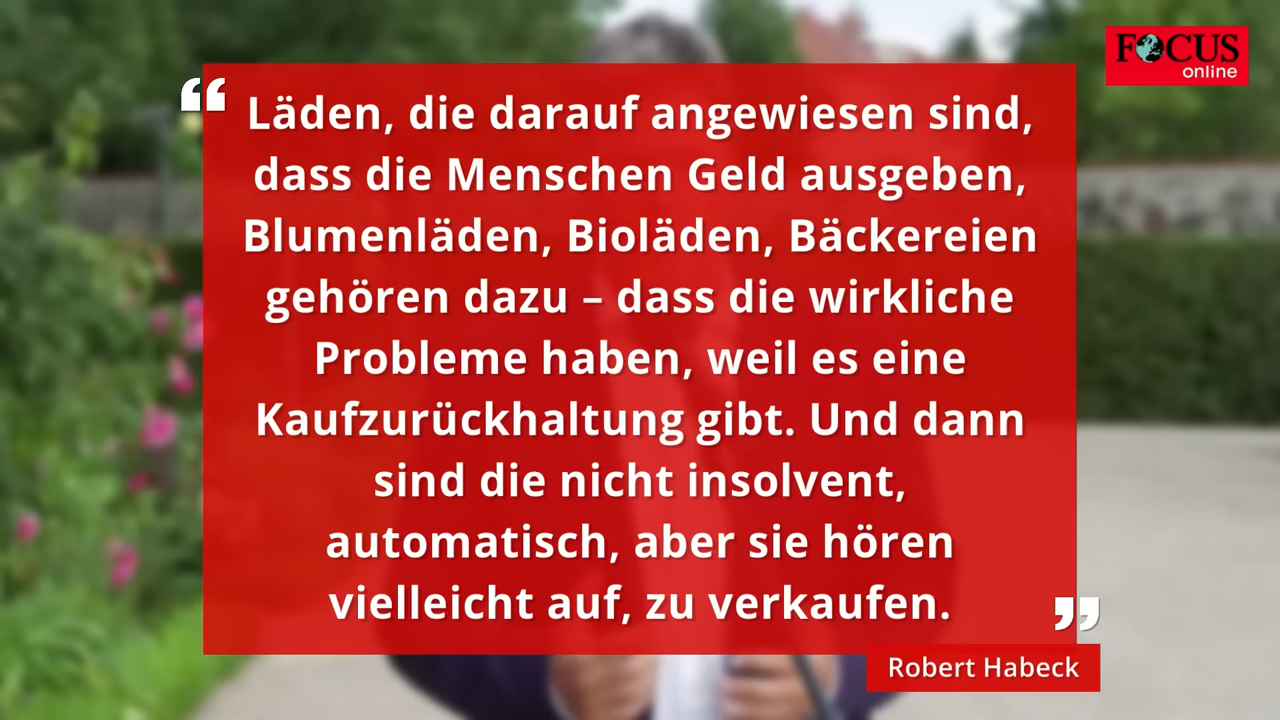 FOCUS
online
“ Läden, die darauf angewiesen sind,
dass die Menschen Geld ausgeben,
Blumenläden, Bioläden, Bäckereien
gehören dazu – dass die wirkliche
Probleme haben, weil es eine
Kaufzurückhaltung gibt. Und dann
sind die nicht insolvent,
automatisch, aber sie hören
vielleicht auf, zu verkaufen. ”
Robert Habeck